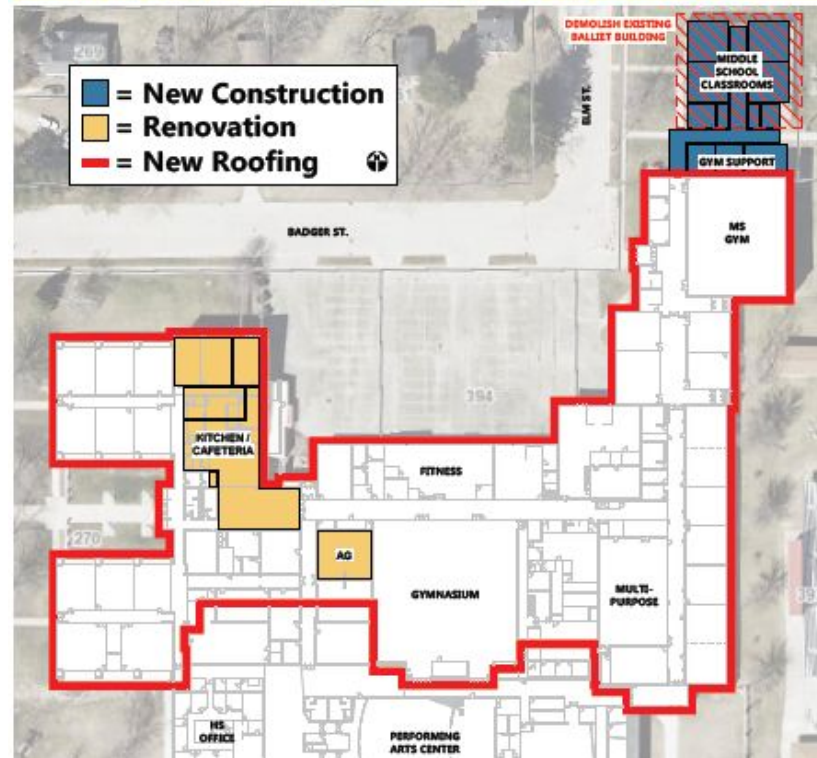 DEMOLISH EXISTING
BALLIET BUILDING
MIDDLE
SCHOOL
CLASSROOMS
= New Construction
= Renovation
= New Roofing
ELM ST.
GYM SUPPORT
BADGER ST.
MS
GYM
394
KITCHEN /
CAFETERIA
FITNESS
270
AG
GYMNASIUM
MULTI-
PURPOSE
HS
OFFICE
PERFORMING
ARTS CENTER